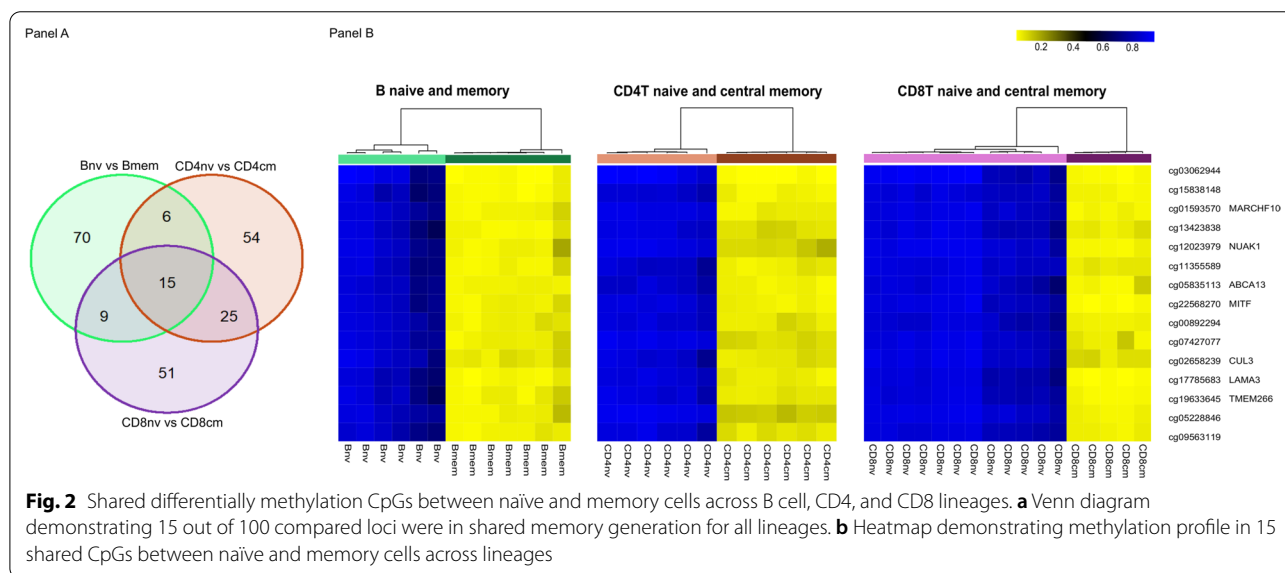 Panel A
Panel B
0.2 0.4 0.6 0.8
B naive and memory
CD4T naive and central memory
CD8T naive and central memory
Bnv vs Bmem
CD4nv vs CD4cm
6
70
54
15
9
25
51
CD8nv vs CD8cm
cg03062944
cg15838148
cg01593570 MARCHF10
cg13423838
cg12023979 NUAK1
cg11355589
cg05835113 ABCA13
cg22568270 MITF
cg00892294
cg07427077
cg02658239 CUL3
cg17785683 LAMA3
cg19633645 TMEM266
cg05228846
cg09563119
Bnv Bnv Bnv Bnv Bnv Bnv Bmem Bmem Bmem Bmem Bmem Bmem Bmem
CD4nv CD4nv CD4nv CD4nv CD4nv CD4nv CD4cm CD4cm CD4cm CD4cm CD4cm CD4cm
CD8nv CD8nv CD8nv CD8nv CD8nv CD8nv CD8nv CD8nv CD8nv CD8nv CD8nv CD8nv CD8cm CD8cm CD8cm CD8cm CD8cm
Fig. 2 Shared differentially methylation CpGs between naïve and memory cells across B cell, CD4, and CD8 lineages. a Venn diagram
demonstrating 15 out of 100 compared loci were in shared memory generation for all lineages. b Heatmap demonstrating methylation profile in 15
shared CpGs between naïve and memory cells across lineages